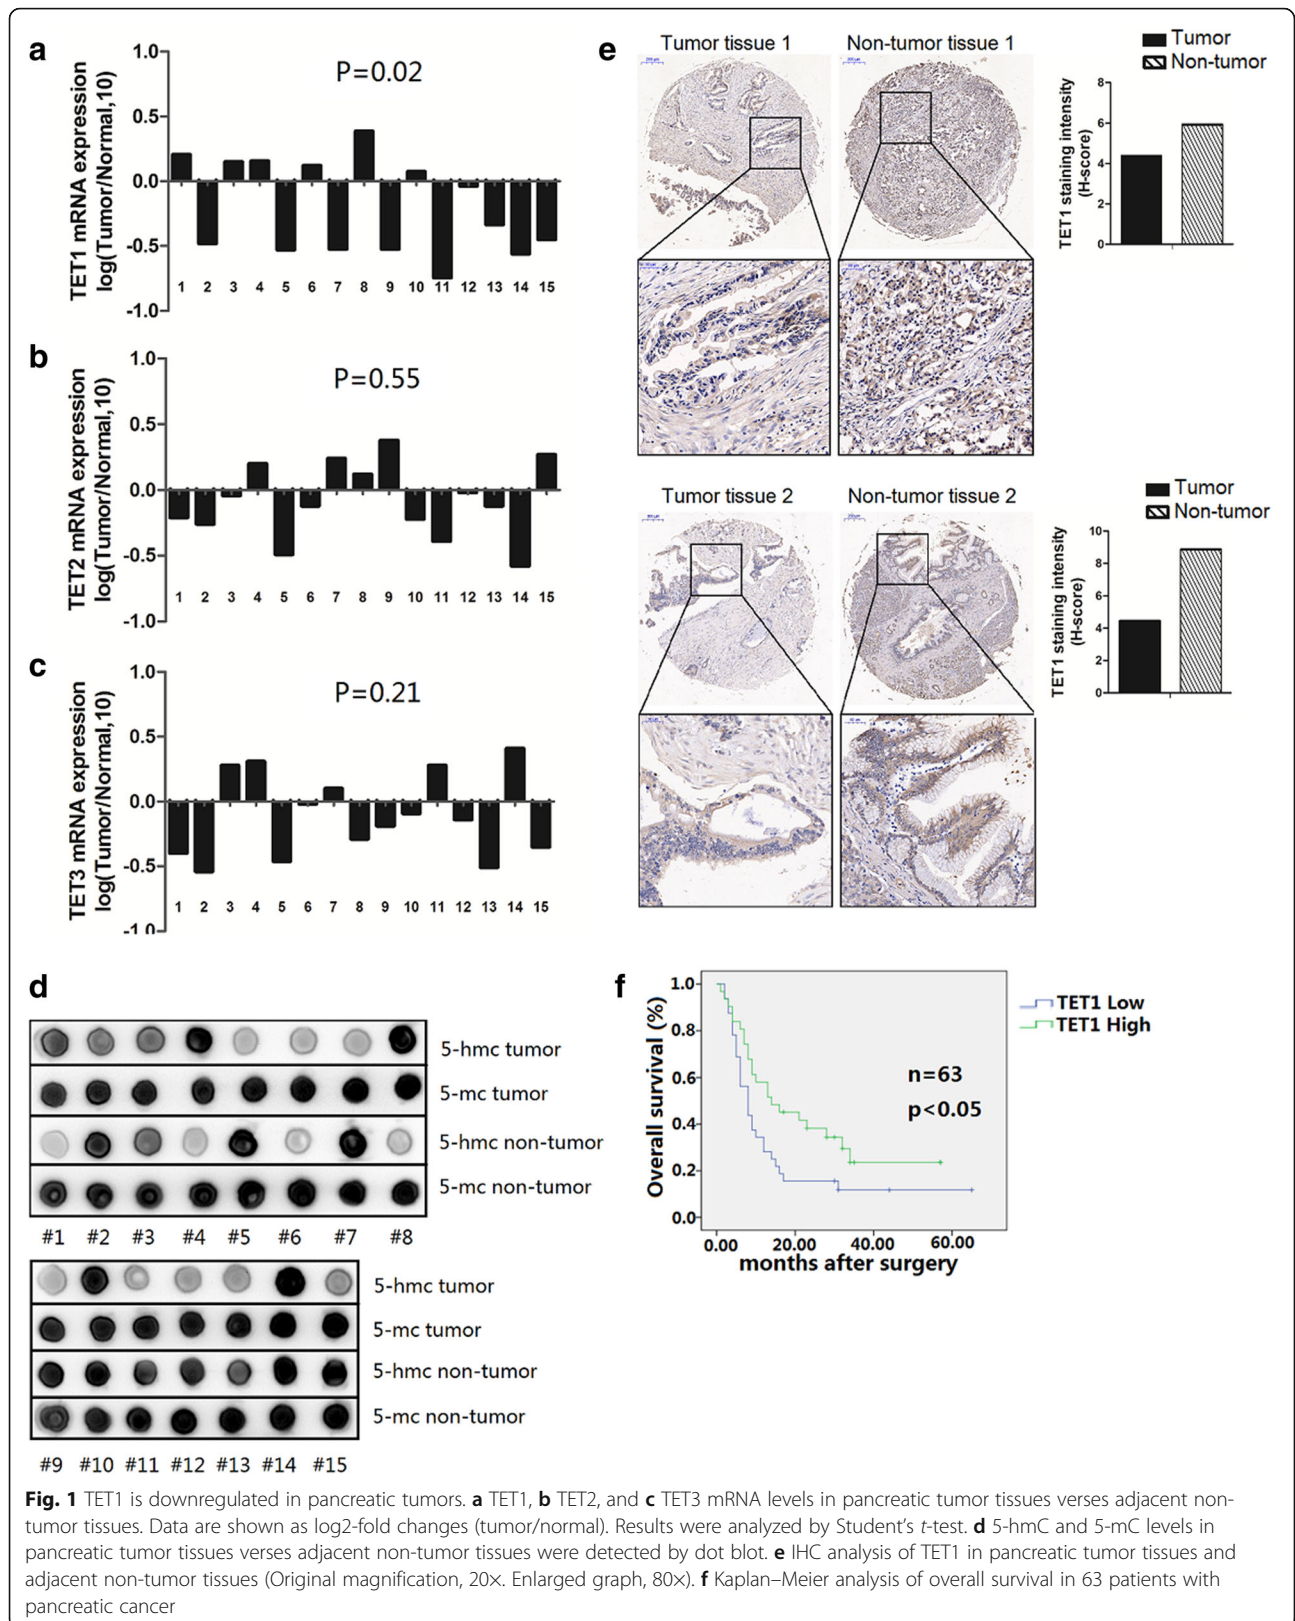 a
1.0
0.5
0.0
-0.5
-1.0
TET1 mRNA expression
log(Tumor/Normal,10)
P=0.02
1 2 3 4 5 6 7 8 9 10 11 12 13 14 15
b
1.0
0.5
0.0
-0.5
-1.0
TET2 mRNA expression
log(Tumor/Normal,10)
P=0.55
1 2 3 4 5 6 7 8 9 10 11 12 13 14 15
c
1.0
0.5
0.0
-0.5
-1.0
TET3 mRNA expression
log(Tumor/Normal,10)
P=0.21
1 2 3 4 5 6 7 8 9 10 11 12 13 14 15
d
5-hmc tumor
5-mc tumor
5-hmc non-tumor
5-mc non-tumor
#1 #2 #3 #4 #5 #6 #7 #8
5-hmc tumor
5-mc tumor
5-hmc non-tumor
5-mc non-tumor
#9 #10 #11 #12 #13 #14 #15
e
Tumor tissue 1
Non-tumor tissue 1
Tumor
Non-tumor
8
6
4
2
0
TET1 staining intensity
(H-score)
Tumor tissue 2
Non-tumor tissue 2
Tumor
Non-tumor
10
8
6
4
2
0
TET1 staining intensity
(H-score)
f
1.0
0.8
0.6
0.4
0.2
0.0
Overall survival (%)
n=63
p<0.05
TET1 Low
TET1 High
0.00 20.00 40.00 60.00
months after surgery
Fig. 1 TET1 is downregulated in pancreatic tumors. a TET1, b TET2, and c TET3 mRNA levels in pancreatic tumor tissues verses adjacent non-
tumor tissues. Data are shown as log2-fold changes (tumor/normal). Results were analyzed by Student's t-test. d 5-hmC and 5-mC levels in
pancreatic tumor tissues verses adjacent non-tumor tissues were detected by dot blot. e IHC analysis of TET1 in pancreatic tumor tissues and
adjacent non-tumor tissues (Original magnification, 20×. Enlarged graph, 80×). f Kaplan–Meier analysis of overall survival in 63 patients with
pancreatic cancer